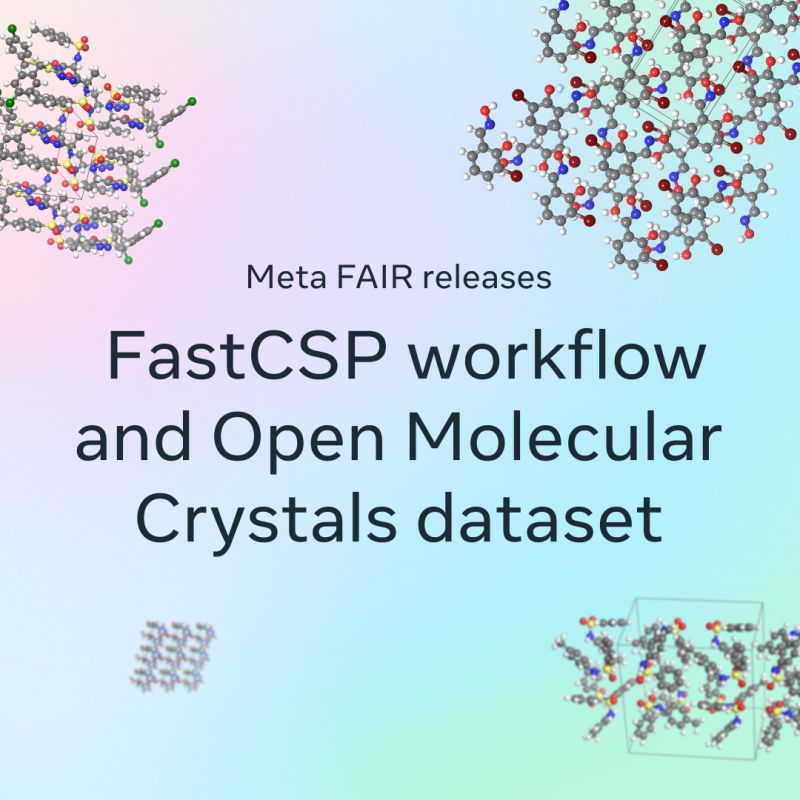 Meta FAIR releases
FastCSP workflow
and Open Molecular
Crystals dataset